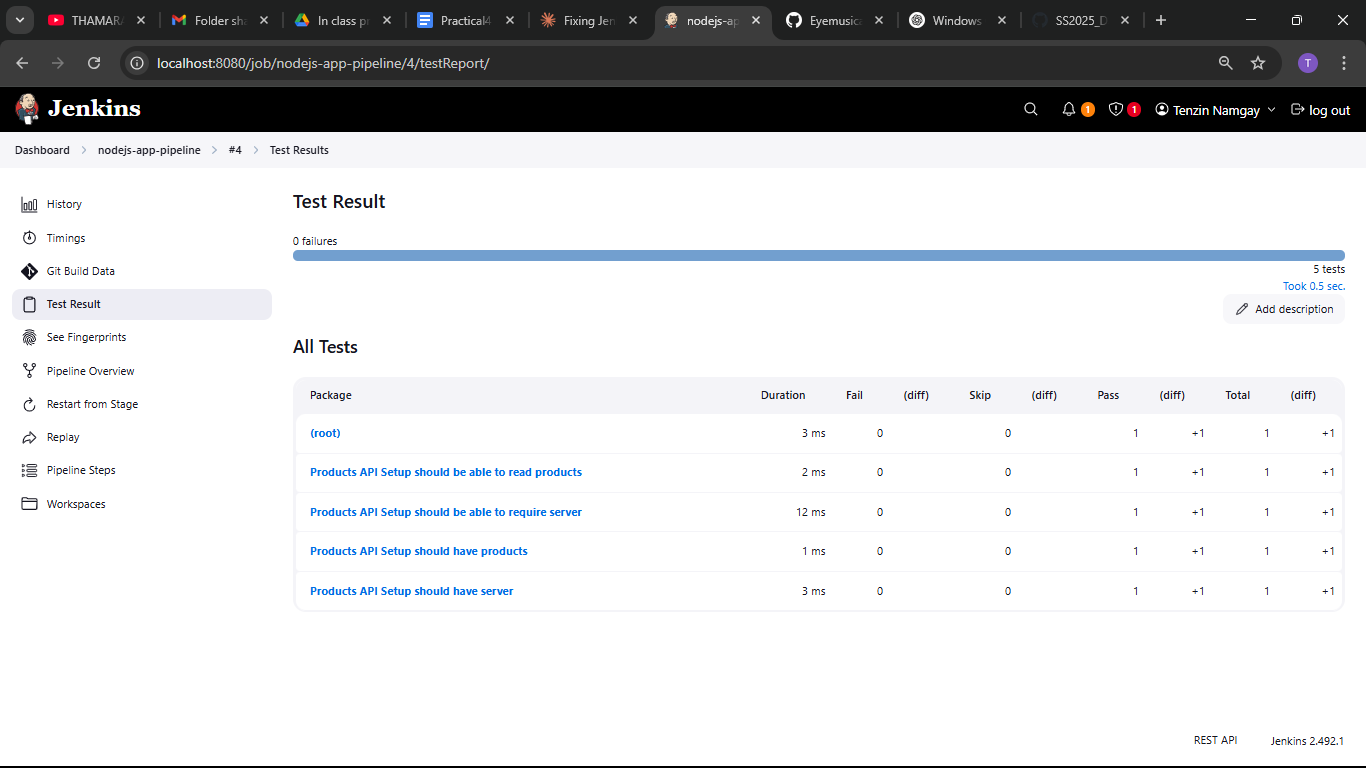 THAMAR
Folder sha
In class pr
Practical4
Fixing Jen
nodejs-ap
Eyemusic
Windows
SS2025_D
localhost:8080/job/nodejs-app-pipeline/4/testReport/
T
Jenkins
1
1
Tenzin Namgay
log out
Dashboard
nodejs-app-pipeline
#4
Test Results
History
Timings
Git Build Data
Test Result
See Fingerprints
Pipeline Overview
Restart from Stage
Replay
Pipeline Steps
Workspaces
Test Result
0 failures
5 tests
Took 0.5 sec.
Add description
All Tests
Package Duration Fail (diff) Skip (diff) Pass (diff) Total (diff)
(root) 3 ms 0 0 1 +1 1 +1
Products API Setup should be able to read products 2 ms 0 0 1 +1 1 +1
Products API Setup should be able to require server 12 ms 0 0 1 +1 1 +1
Products API Setup should have products 1 ms 0 0 1 +1 1 +1
Products API Setup should have server 3 ms 0 0 1 +1 1 +1
REST API
Jenkins 2.492.1